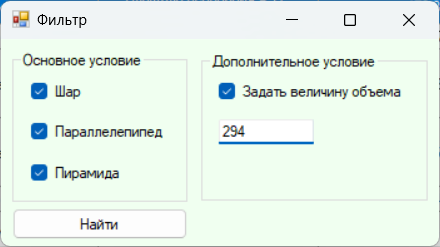 Фильтр
Основное условие
Шар
Параллелепипед
Пирамида
Найти
Дополнительное условие
Задать величину объема
294